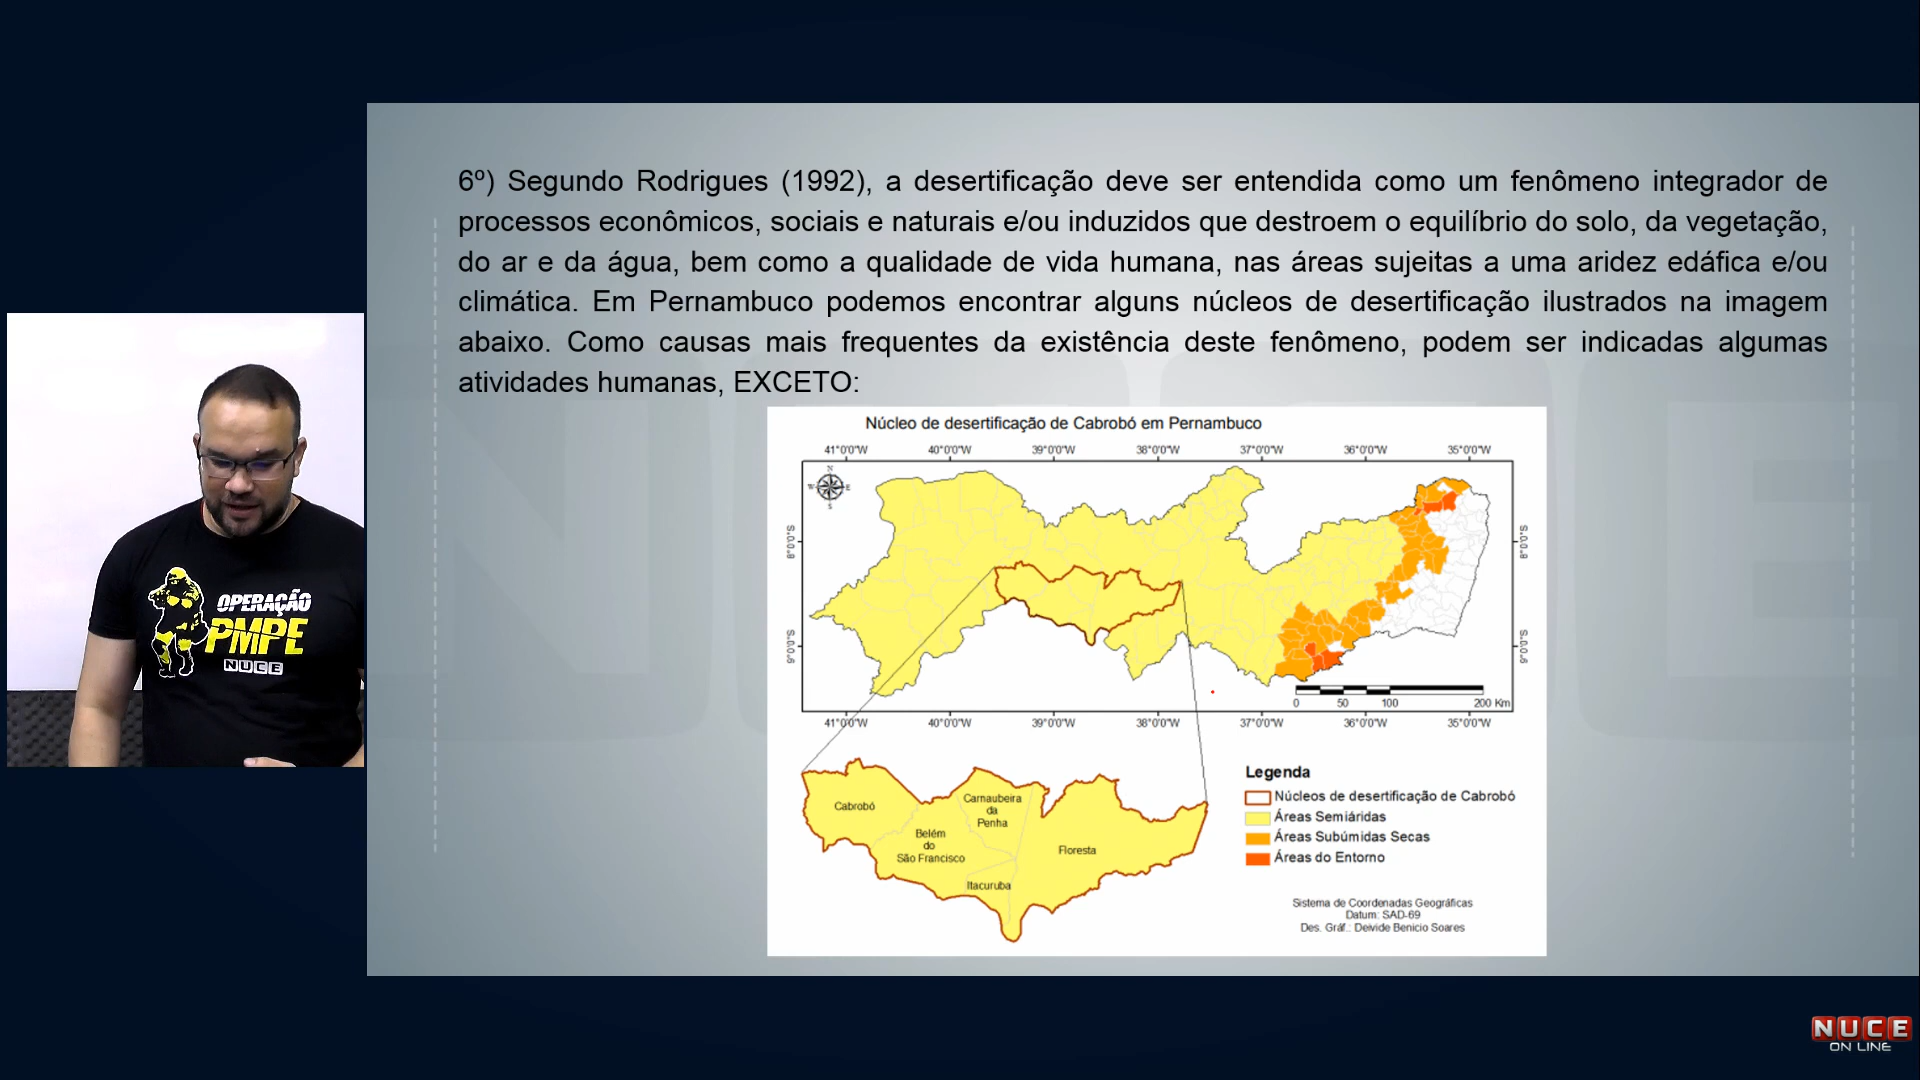 6º) Segundo Rodrigues (1992), a desertificação deve ser entendida como um fenômeno integrador de
processos econômicos, sociais e naturais e/ou induzidos que destroem o equilíbrio do solo, da vegetação,
do ar e da água, bem como a qualidade de vida humana, nas áreas sujeitas a uma aridez edáfica e/ou
climática. Em Pernambuco podemos encontrar alguns núcleos de desertificação ilustrados na imagem
abaixo. Como causas mais frequentes da existência deste fenômeno, podem ser indicadas algumas
atividades humanas, EXCETO:
Núcleo de desertificação de Cabrobó em Pernambuco
41°0'0"W 40°0'0"W 39°0'0"W 38°0'0"W 37°0'0"W 36°0'0"W 35°0'0"W
N
W E
S
8°0'0"S 8°0'0"S
9°0'0"S 9°0'0"S
0 50 100 200 Km
41°0'0"W 40°0'0"W 39°0'0"W 38°0'0"W 37°0'0"W 36°0'0"W 35°0'0"W
Cabrobó
Belém
do
São Francisco
Carnaubeira
da
Penha
Itacuruba
Floresta
Legenda
Núcleos de desertificação de Cabrobó
Áreas Semiáridas
Áreas Subúmidas Secas
Áreas do Entorno
Sistema de Coordenadas Geográficas
Datum: SAD-69
Des. Gráf.: Deivide Benicio Soares
OPERAÇÃO
PMPE
NUCE
NUCE
ON LINE